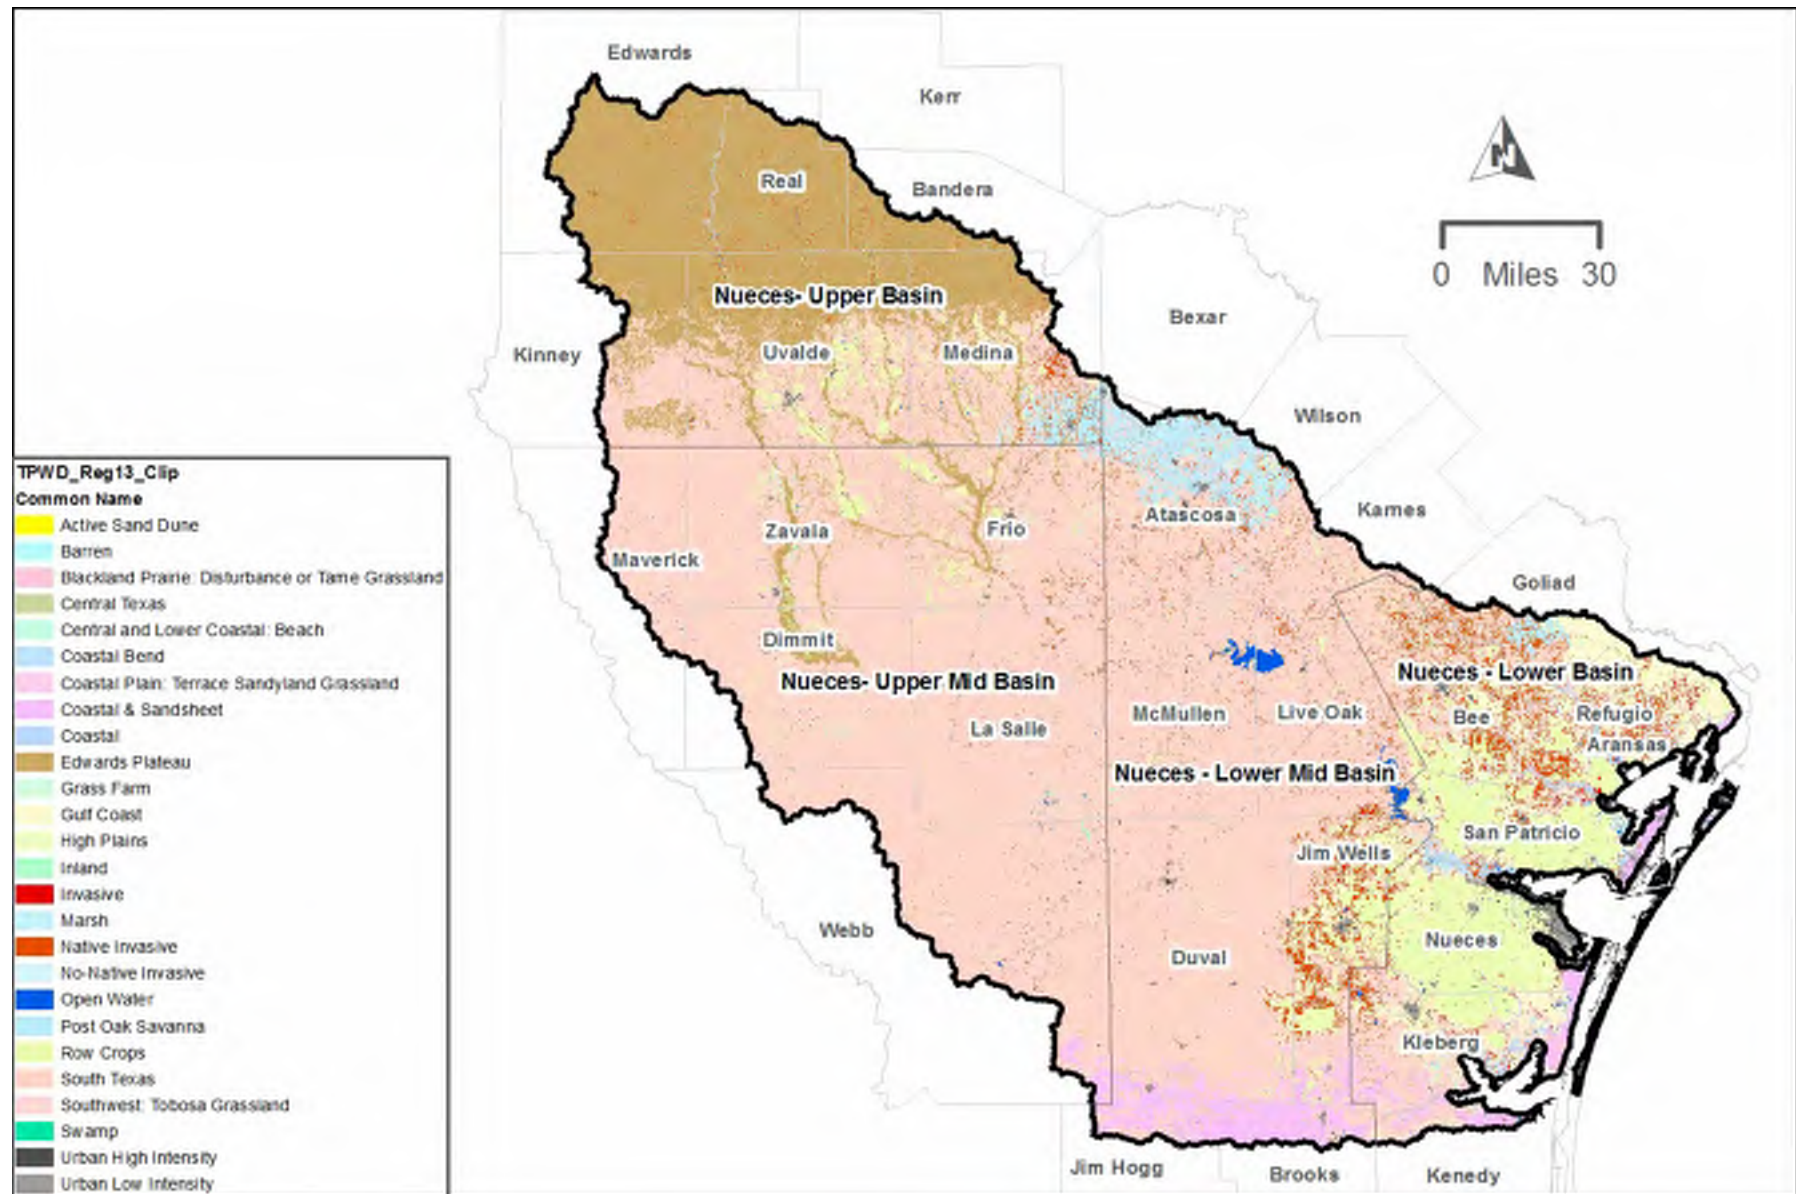 Edwards
Kerr
Real
Bandera
0 Miles 30
Nueces- Upper Basin
Bexar
Kinney
Uvalde
Medina
Wilson
TPWD_Reg13_Clip
Common Name
Active Sand Dune
Barren
Blackland Prairie: Disturbance or Tame Grassland
Central Texas
Central and Lower Coastal: Beach
Coastal Bend
Coastal Plain: Terrace Sandyland Grassland
Coastal & Sandsheet
Coastal
Edwards Plateau
Grass Farm
Gulf Coast
High Plains
Inland
Invasive
Marsh
Native Invasive
No-Native Invasive
Open Water
Post Oak Savanna
Row Crops
South Texas
Southwest: Tobosa Grassland
Swamp
Urban High Intensity
Urban Low Intensity
N
Atascosa
Kames
Zavala
Frio
Maverick
Goliad
Dimmit
Nueces- Upper Mid Basin
Nueces - Lower Basin
La Salle
McMullen
Live Oak
Bee
Refugio
Aransas
Nueces - Lower Mid Basin
San Patricio
Jim Wells
Webb
Duval
Nueces
Kleberg
Jim Hogg
Brooks
Kenedy